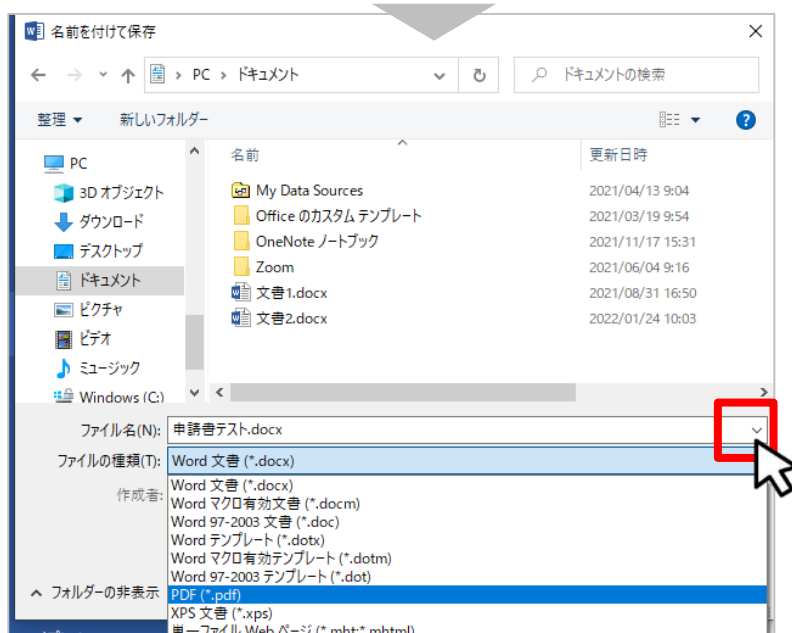 名前を付けて保存
PC › ドキュメント
ドキュメントの検索
整理 新しいフォルダー
名前 更新日時
PC
3D オブジェクト
ダウンロード
デスクトップ
ドキュメント
ピクチャ
ビデオ
ミュージック
Windows (C:)
My Data Sources 2021/04/13 9:04
Office のカスタム テンプレート 2021/03/19 9:54
OneNote ノートブック 2021/11/17 15:31
Zoom 2021/06/04 9:16
文書1.docx 2021/08/31 16:50
文書2.docx 2022/01/24 10:03
ファイル名(N): 申請書テスト.docx
ファイルの種類(T): Word 文書 (*.docx)
作成者:
Word 文書 (*.docx)
Word マクロ有効文書 (*.docm)
Word 97-2003 文書 (*.doc)
Word テンプレート (*.dotx)
Word マクロ有効テンプレート (*.dotm)
Word 97-2003 テンプレート (*.dot)
PDF (*.pdf)
XPS 文書 (*.xps)
単一ファイル Web ページ (*.mht;*.mhtml)
フォルダーの非表示